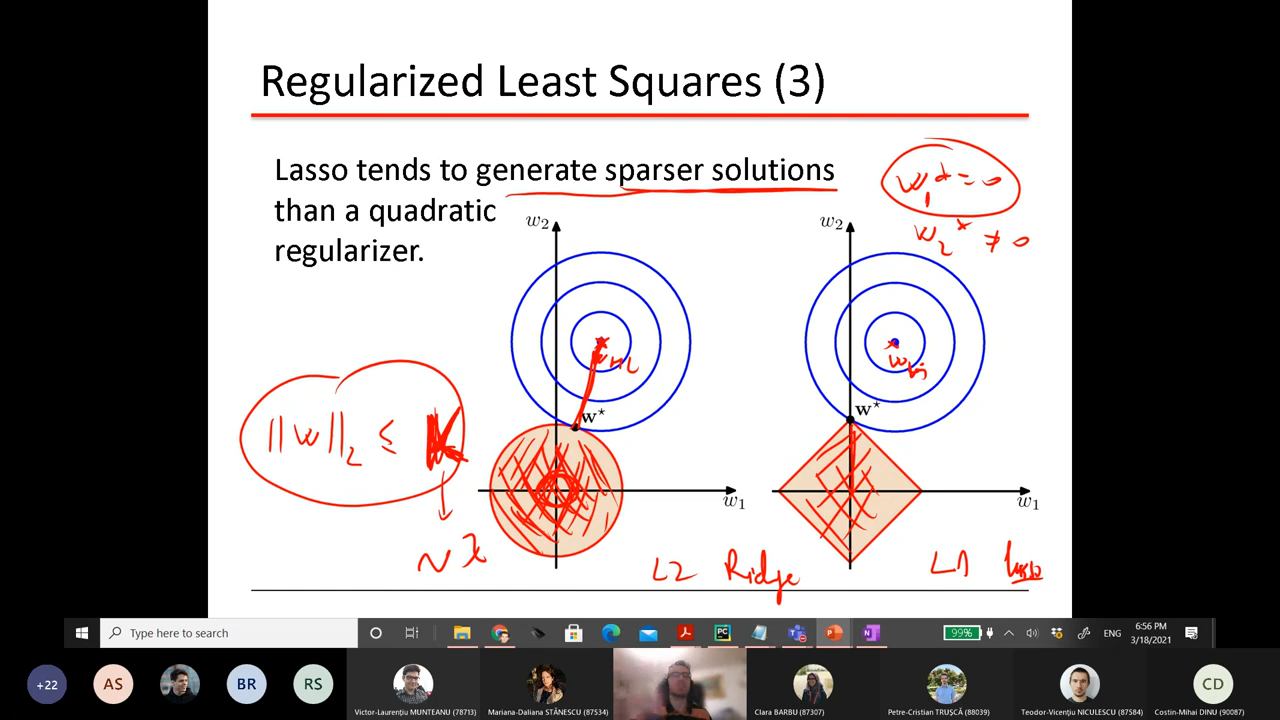 Regularized Least Squares (3)
Lasso tends to generate sparser solutions
than a quadratic
regularizer.
w₁* = 0
w₂* ≠ 0
w₂
w₂
w_ML
w*
w*
||w||₂ ≤ K
w₁
w₁
~ λ
L2 Ridge
L1 lasso
Type here to search
99%
ENG
6:56 PM
3/18/2021
+22
AS
BR
RS
CD
Victor-Laurențiu MUNTEANU (78713)
Mariana-Daliana STĂNESCU (87534)
Clara BARBU (87307)
Petre-Cristian TRUȘCĂ (88039)
Teodor-Vicențiu NICULESCU (87584)
Costin-Mihai DINU (90087)